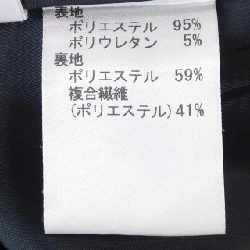 表地
ポリエステル 95%
ポリウレタン 5%
裏地
ポリエステル 59%
複合繊維
(ポリエステル) 41%